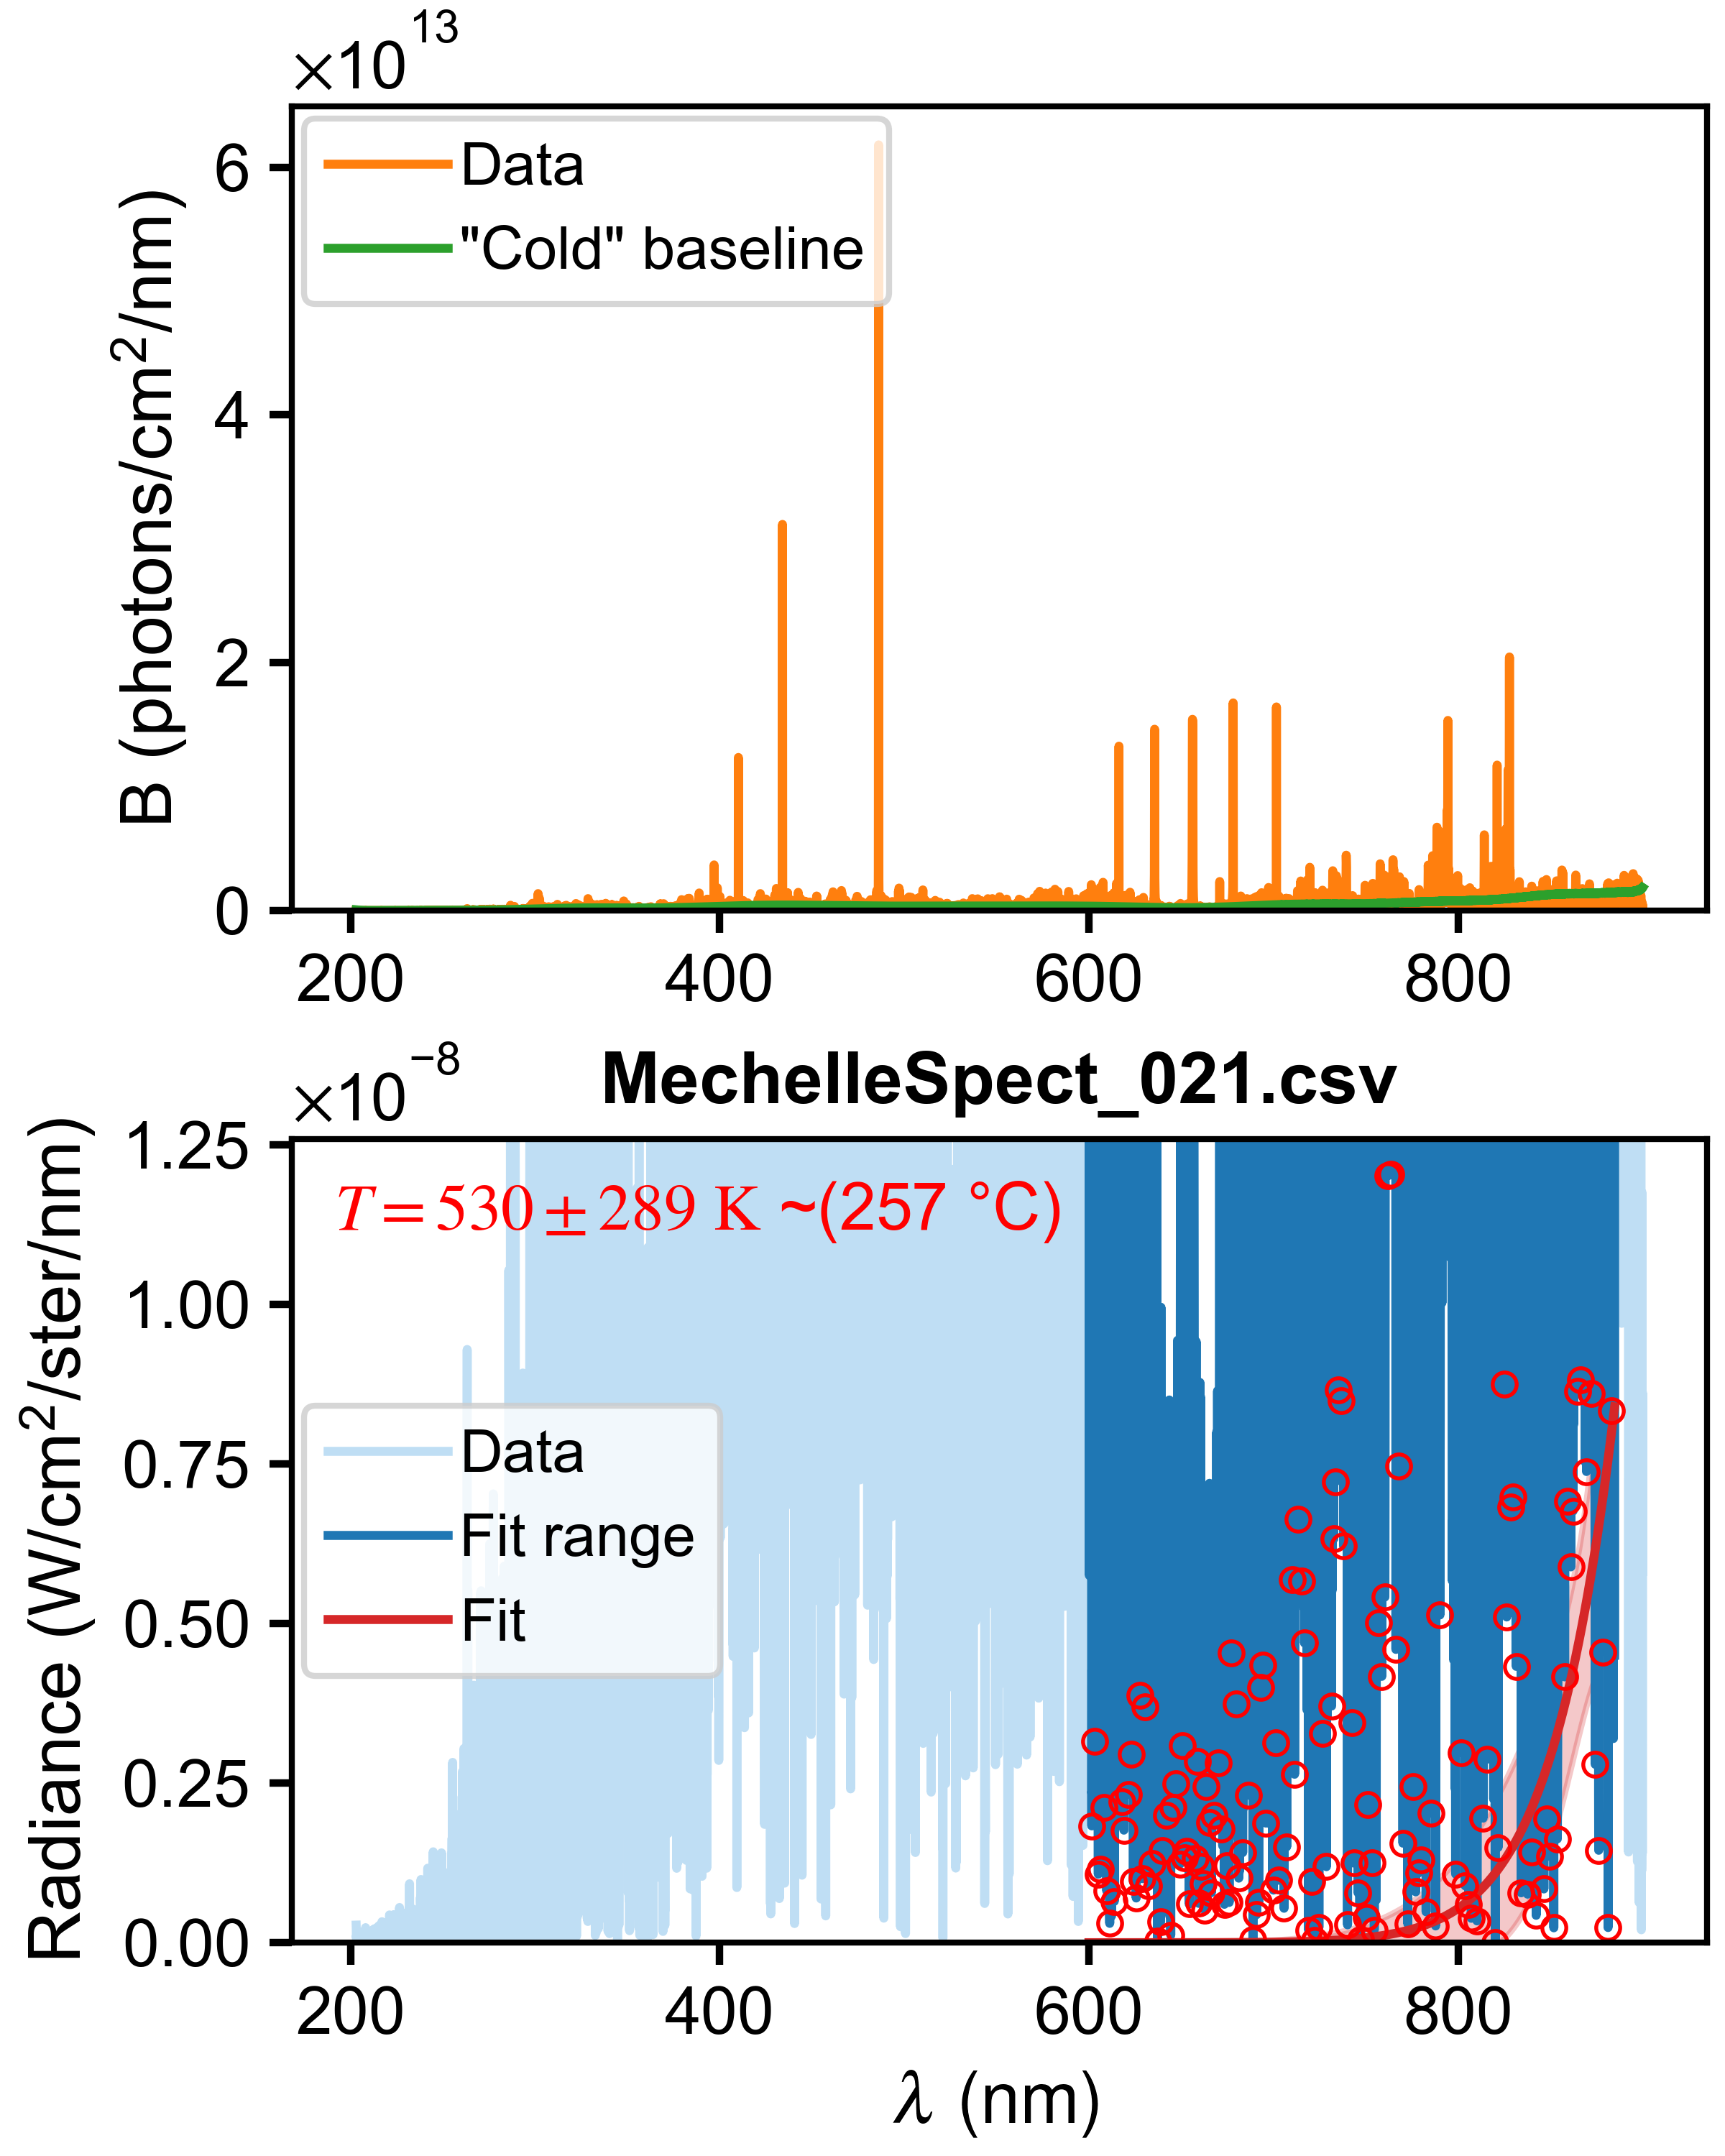 ×10¹³
B (photons/cm²/nm)
6
4
2
0
Data
"Cold" baseline
200 400 600 800
×10⁻⁸
MechelleSpect_021.csv
Radiance (W/cm²/ster/nm)
1.25
1.00
0.75
0.50
0.25
0.00
T = 530 ± 289 K ~(257 °C)
Data
Fit range
Fit
200 400 600 800
λ (nm)